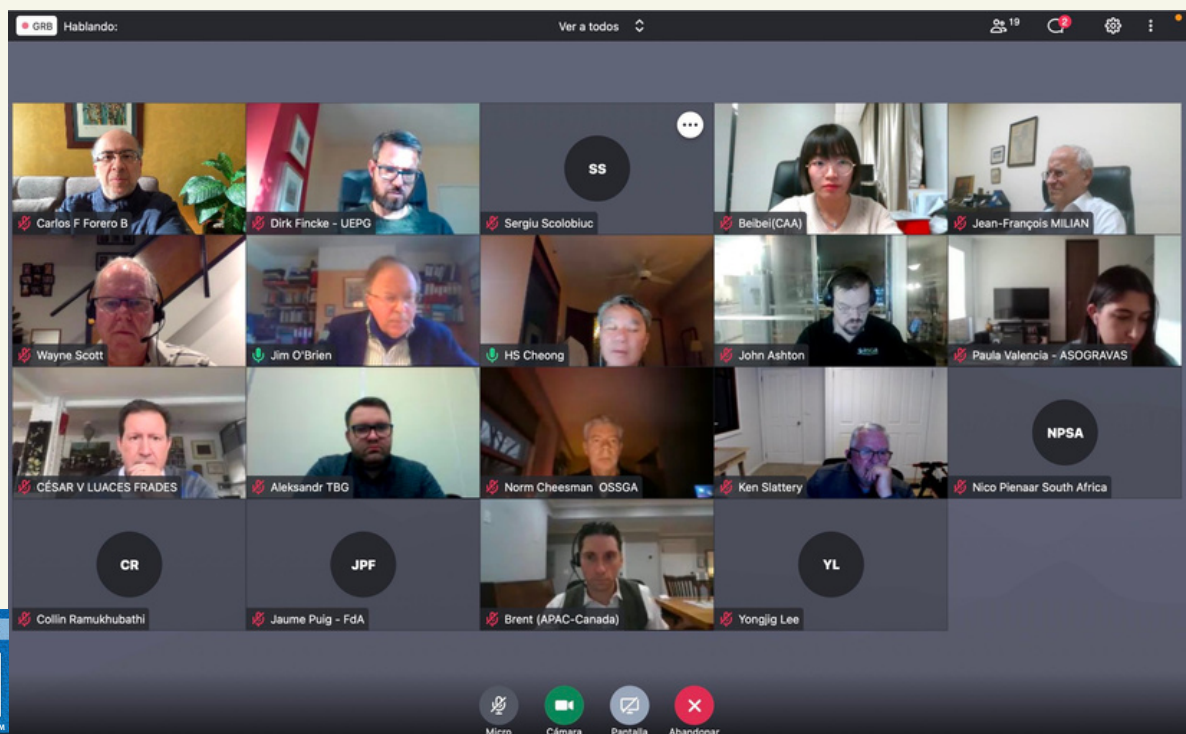 GRB Hablando: Ver a todos 19 2
Carlos F Forero B
Dirk Fincke - UEPG
SS
Sergiu Scolobiuc
Beibei(CAA)
Jean-François MILIAN
Wayne Scott
Jim O'Brien
HS Cheong
John Ashton
Paula Valencia - ASOGRAVAS
CÉSAR V LUACES FRADES
Aleksandr TBG
Norm Cheesman OSSGA
Ken Slattery
NPSA
Nico Pienaar South Africa
CR
Collin Ramukhubathi
JPF
Jaume Puig - FdA
Brent (APAC-Canada)
YL
Yongjig Lee
Micro Cámara Pantalla Abandonar